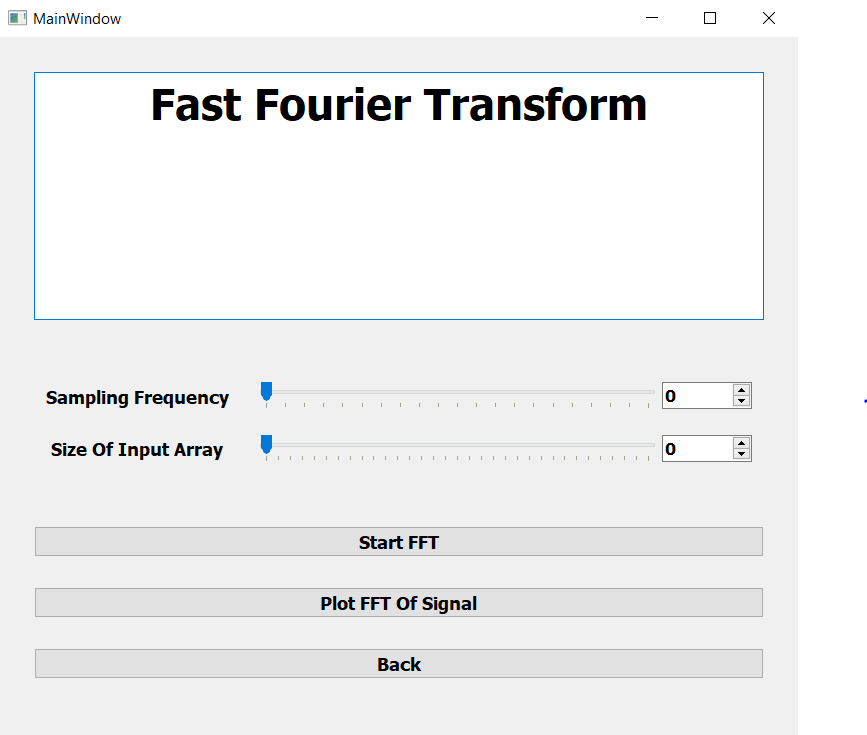 MainWindow
Fast Fourier Transform
Sampling Frequency 0
Size Of Input Array 0
Start FFT
Plot FFT Of Signal
Back